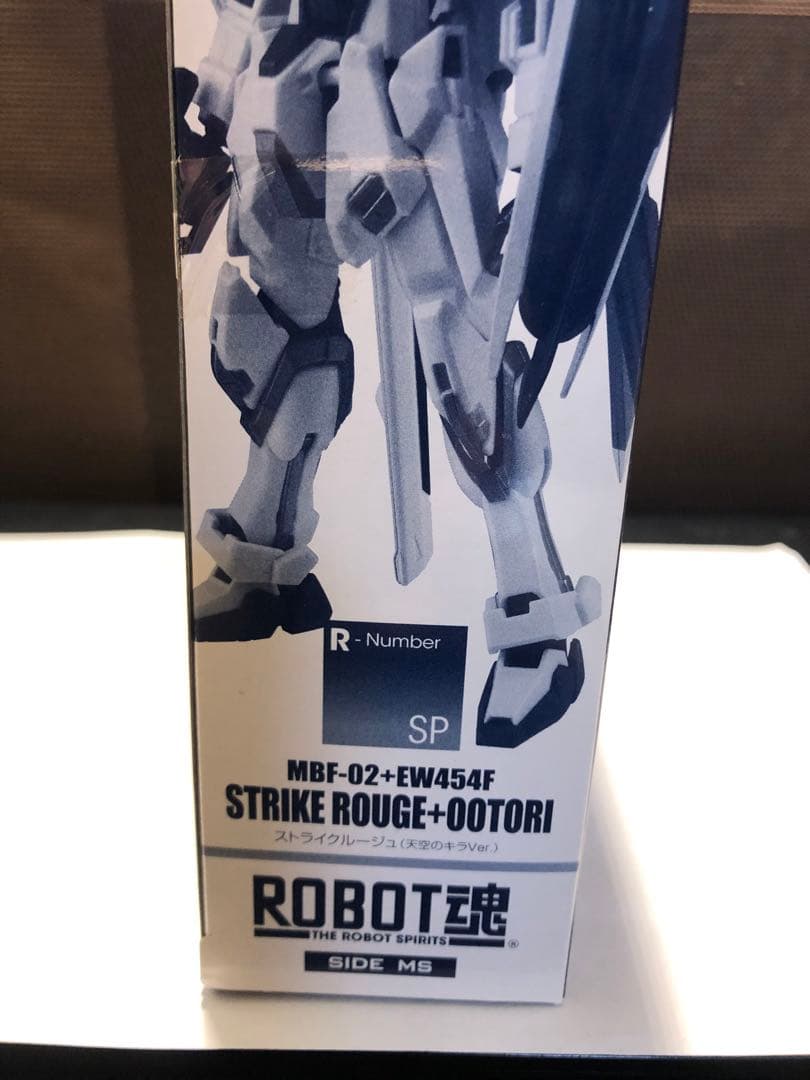 R - Number
SP
MBF-02+EW454F
STRIKE ROUGE+OOTORI
ストライクルージュ(天空のキラVer.)
ROBOT魂
THE ROBOT SPIRITS
®
SIDE MS